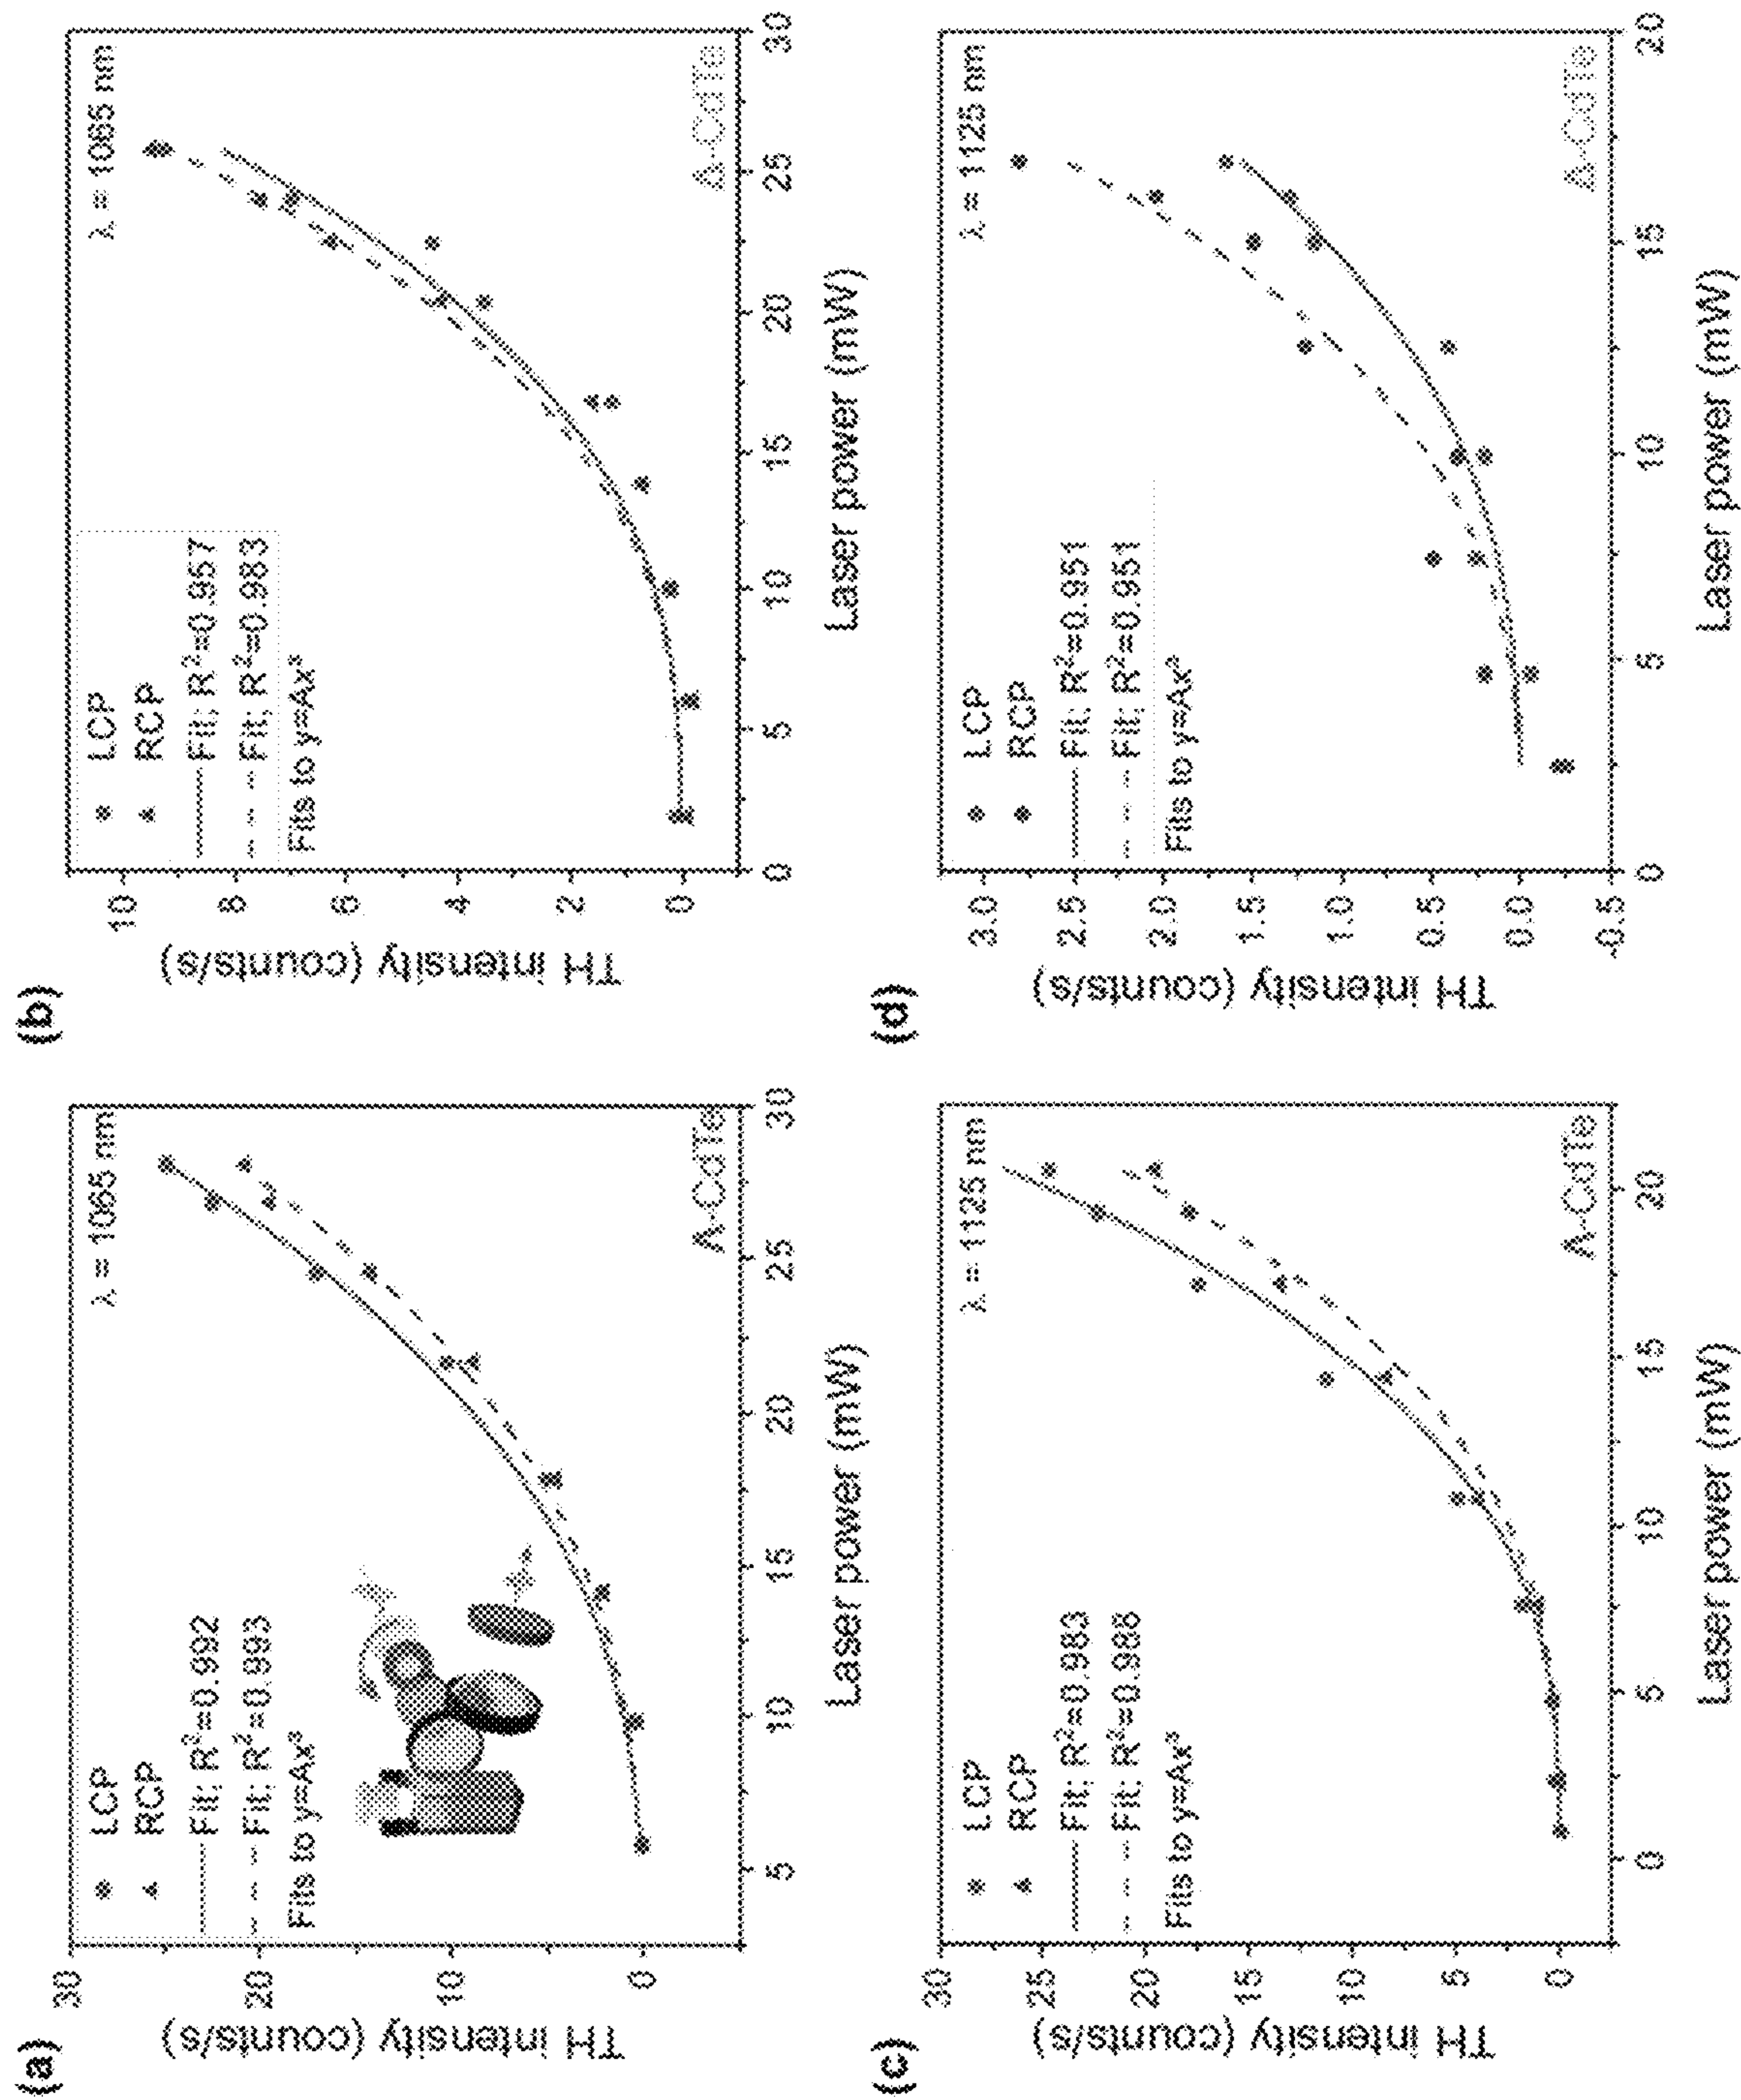 (a)
TH intensity (counts/s)
30
20
10
0
LCP
RCP
Fit; R²=0.992
Fit; R²=0.993
Fits to y=Ax³
λ = 1065 nm
Λ-CdTe
5 10 15 20 25 30
Laser power (mW)
(b)
TH intensity (counts/s)
10
8
6
4
2
0
LCP
RCP
Fit; R²=0.957
Fit; R²=0.983
Fits to y=Ax³
λ = 1065 nm
Δ-CdTe
0 5 10 15 20 25 30
Laser power (mW)
(c)
TH intensity (counts/s)
30
25
20
15
10
5
0
LCP
RCP
Fit; R²=0.983
Fit; R²=0.988
Fits to y=Ax³
λ = 1125 nm
Λ-CdTe
0 5 10 15 20
Laser power (mW)
(d)
TH intensity (counts/s)
3.0
2.5
2.0
1.5
1.0
0.5
0.0
-0.5
LCP
RCP
Fit; R²=0.951
Fit; R²=0.951
Fits to y=Ax³
λ = 1125 nm
Δ-CdTe
0 5 10 15 20
Laser power (mW)